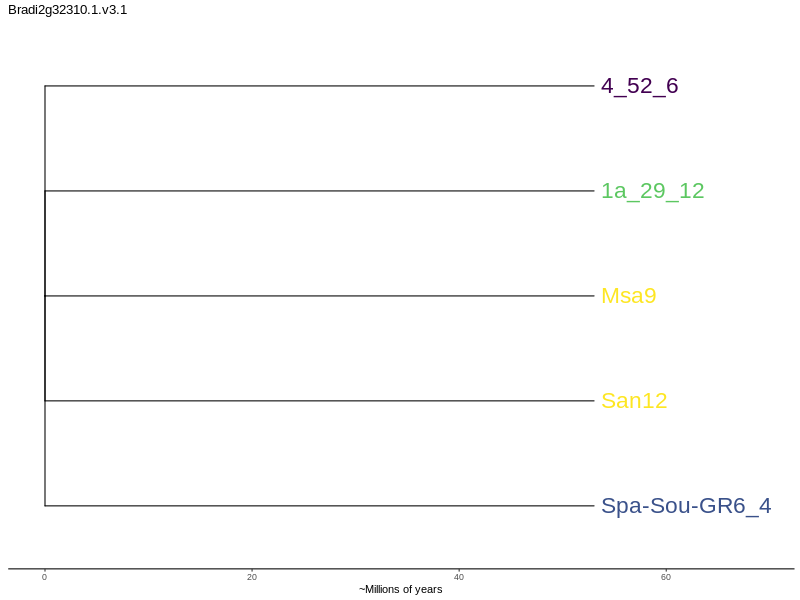 Bradi2g32310.1.v3.1
4_52_6
1a_29_12
Msa9
San12
Spa-Sou-GR6_4
0 20 40 60
~Millions of years